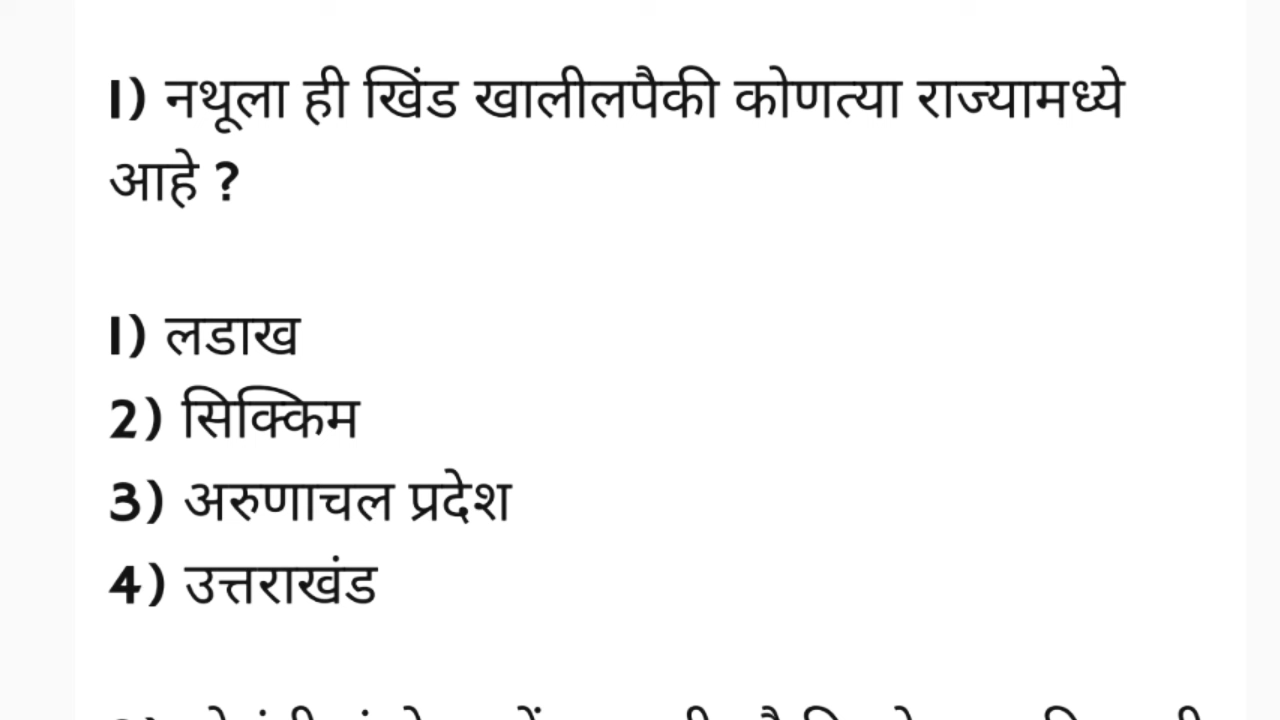 1) नथूला ही खिंड खालीलपैकी कोणत्या राज्यामध्ये
आहे ?
1) लडाख
2) सिक्किम
3) अरुणाचल प्रदेश
4) उत्तराखंड